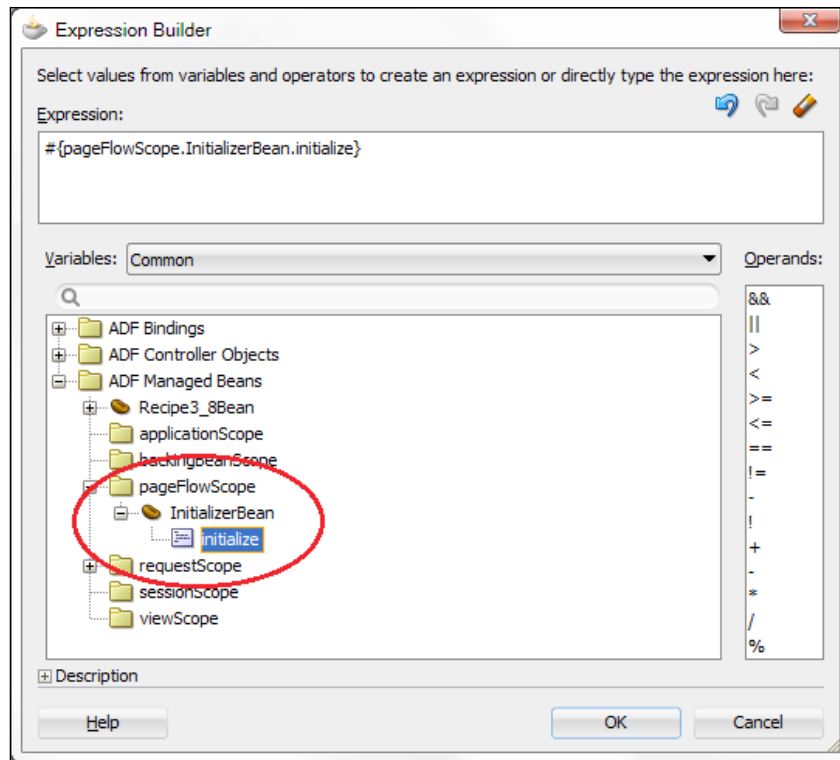 Expression Builder
Select values from variables and operators to create an expression or directly type the expression here:
Expression:
#{pageFlowScope.InitializerBean.initialize}
Variables: Common
Operands:
ADF Bindings
ADF Controller Objects
ADF Managed Beans
Recipe3_8Bean
applicationScope
backingBeanScope
pageFlowScope
InitializerBean
initialize
requestScope
sessionScope
viewScope
&&
||
>
<
>=
<=
==
!=
-
!
+
-
*
/
%
Description
Help OK Cancel